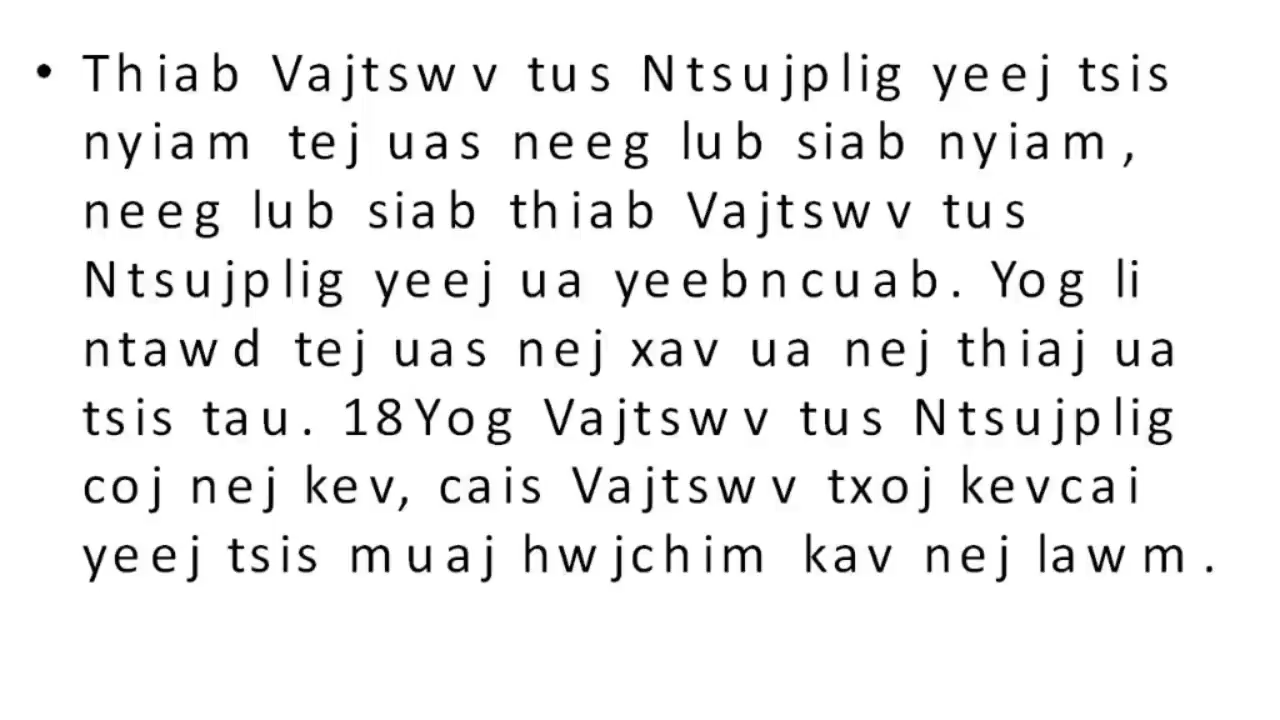 • Thiab Vajtswv tus Ntsujplig yeej tsis
nyiam tej uas neeg lub siab nyiam,
neeg lub siab thiab Vajtswv tus
Ntsujplig yeej ua yeebncuab. Yog li
ntawd tej uas nej xav ua nej thiaj ua
tsis tau. 18Yog Vajtswv tus Ntsujplig
coj nej kev, cais Vajtswv txoj kevcai
yeej tsis muaj hwjchim kav nej lawm.